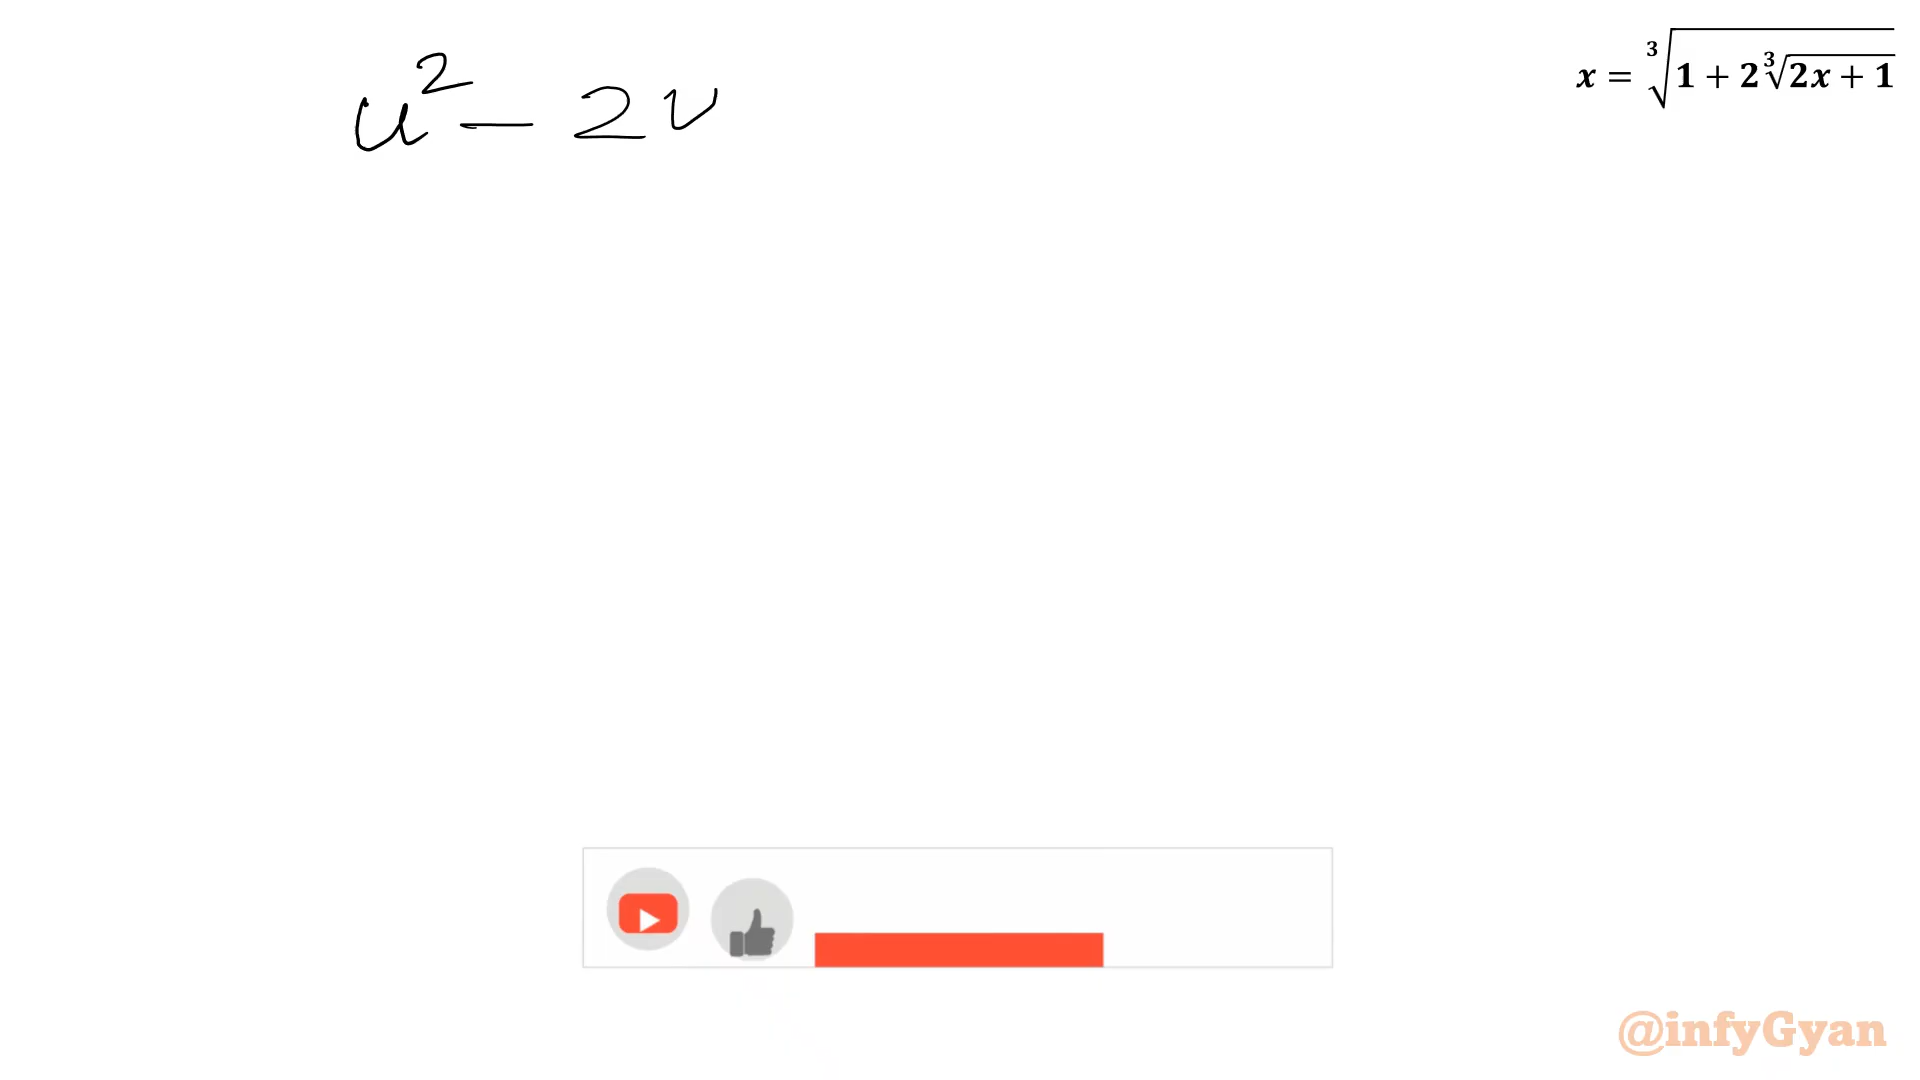 u² − 2v
x = ∛(1 + 2∛(2x + 1))
@infyGyan